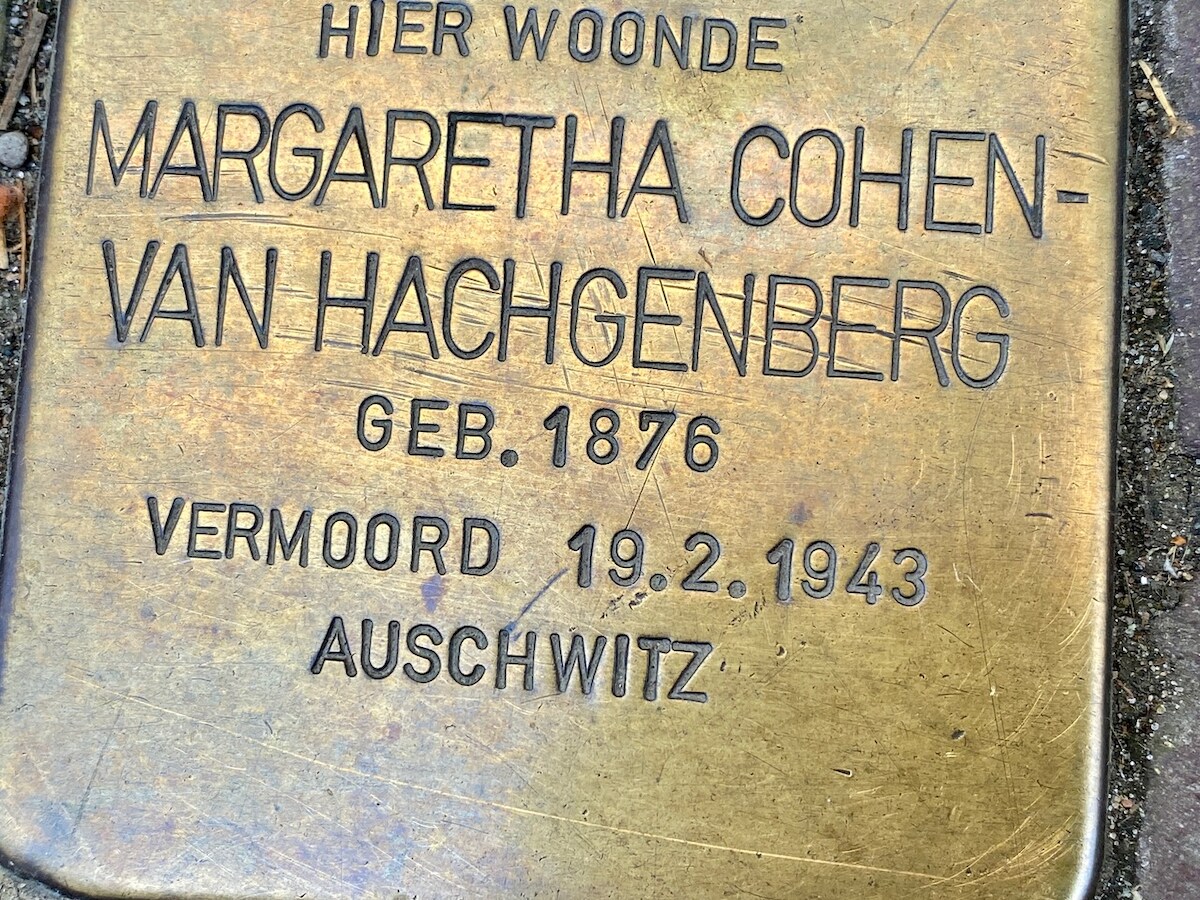 HIER WOONDE
MARGARETHA COHEN-
VAN HACHGENBERG
GEB. 1876
VERMOORD 19.2.1943
AUSCHWITZ